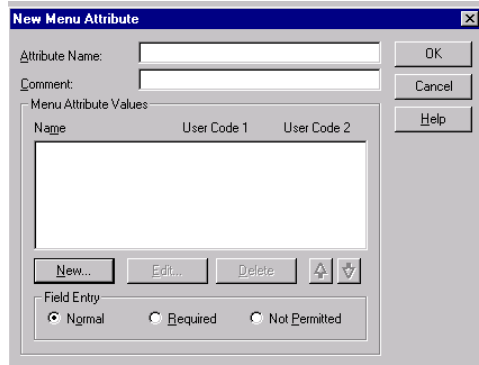 New Menu Attribute
Attribute Name:
OK
Comment:
Cancel
Menu Attribute Values
Help
Name User Code 1 User Code 2
New... Edit... Delete
Field Entry
Normal Required Not Permitted